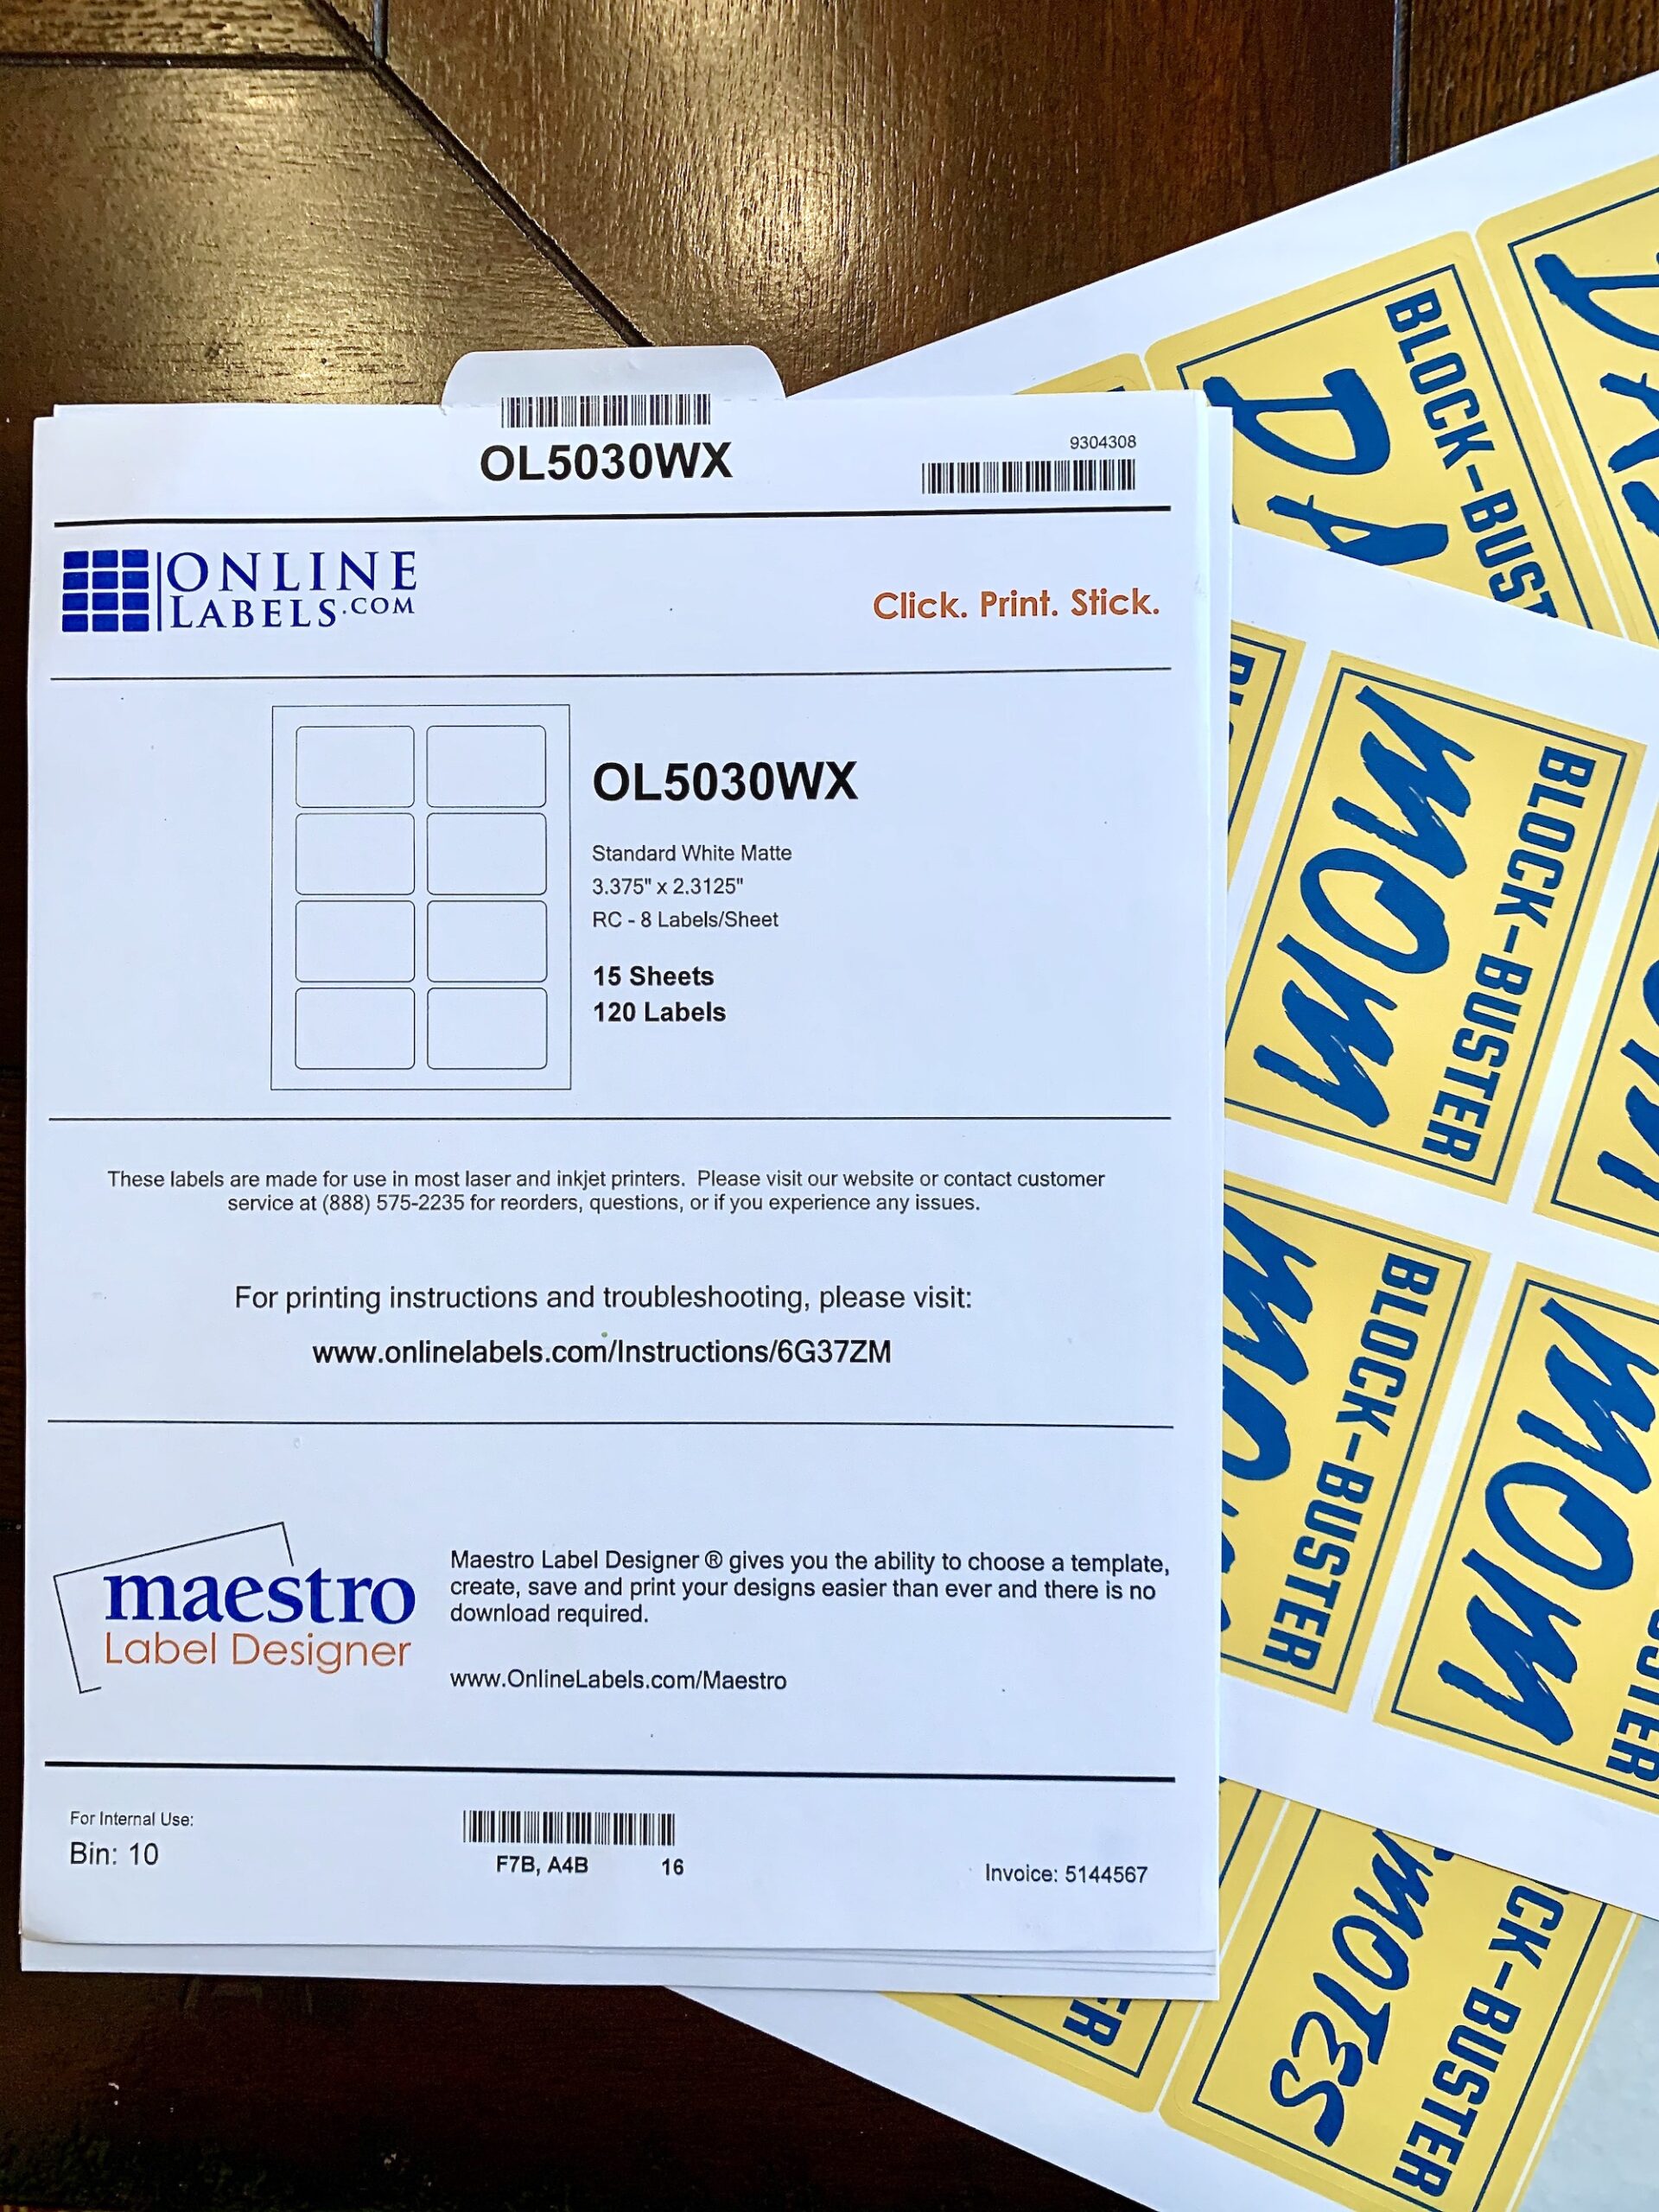 OL5030WX
9304308
ONLINE
LABELS.COM
Click. Print. Stick.
OL5030WX
Standard White Matte
3.375" x 2.3125"
RC - 8 Labels/Sheet
15 Sheets
120 Labels
These labels are made for use in most laser and inkjet printers. Please visit our website or contact customer
service at (888) 575-2235 for reorders, questions, or if you experience any issues.
For printing instructions and troubleshooting, please visit:
www.onlinelabels.com/Instructions/6G37ZM
maestro
Label Designer
Maestro Label Designer ® gives you the ability to choose a template,
create, save and print your designs easier than ever and there is no
download required.
www.OnlineLabels.com/Maestro
For Internal Use:
Bin: 10
F7B, A4B 16
Invoice: 5144567
BLOCK-BUST
BLOCK-BUSTER
MOM
BLOCK-BUSTER
MOM
CK-BUSTER
MOTES